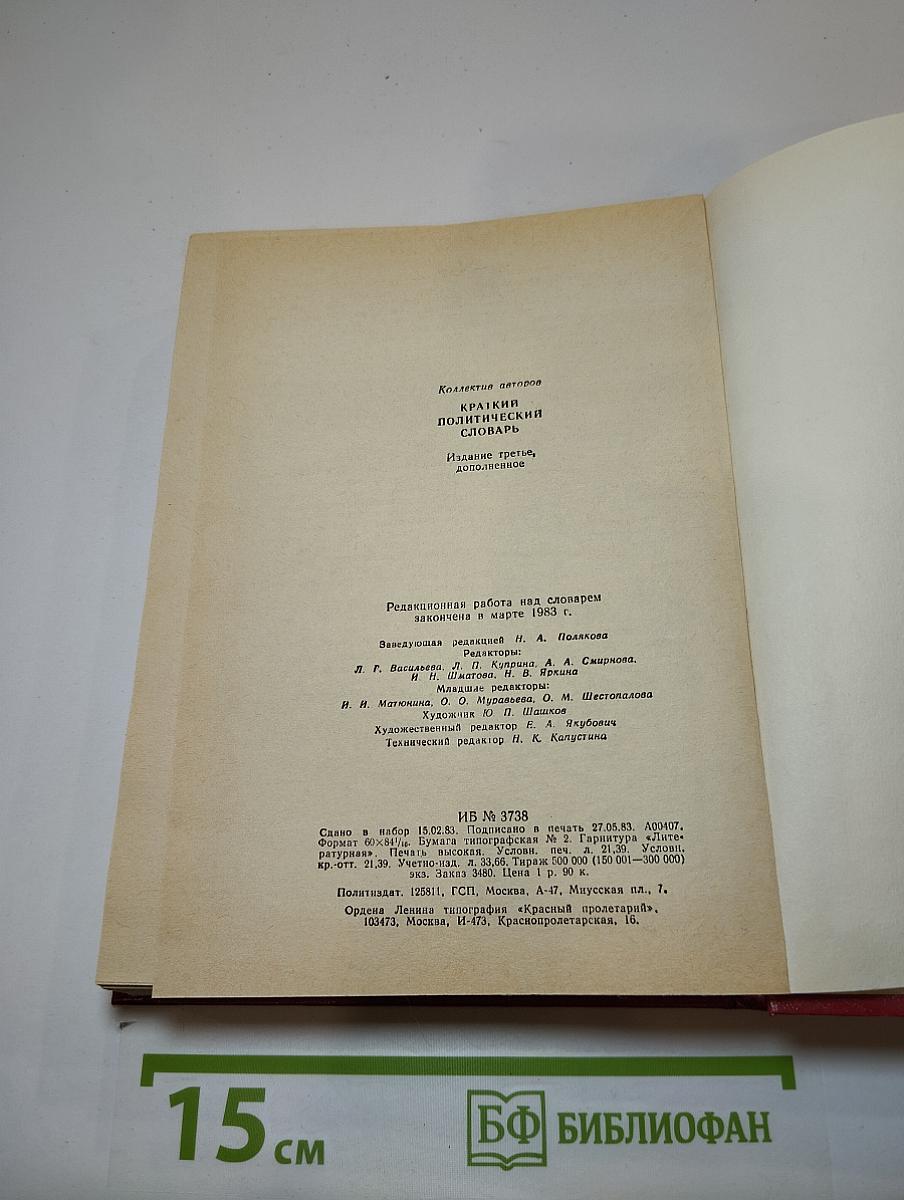 Коллектив авторов
КРАТКИЙ
ПОЛИТИЧЕСКИЙ
СЛОВАРЬ
Издание третье,
дополненное
Редакционная работа над словарем
закончена в марте 1983 г.
Заведующая редакцией Н. А. Полякова
Редакторы:
Л. Г. Васильева, Л. П. Куприна, А. А. Смирнова,
И. Н. Шматова, Н. В. Яркина
Младшие редакторы:
И. И. Матюнина, О. О. Муравьева, О. М. Шестопалова
Художник Ю. П. Шашков
Художественный редактор Е. А. Якубович
Технический редактор Н. К. Капустина
ИБ № 3738
Сдано в набор 15.02.83. Подписано в печать 27.05.83. А00407.
Формат 60×84 1/16. Бумага типографская № 2. Гарнитура «Лите-
ратурная». Печать высокая. Условн. печ. л. 21,39. Условн.
кр.-отт. 21,39. Учетно-изд. л. 33,66. Тираж 500 000 (150 001—300 000)
экз. Заказ 3480. Цена 1 р. 90 к.
Политиздат. 125811, ГСП, Москва, А-47, Миусская пл., 7.
Ордена Ленина типография «Красный пролетарий».
103473, Москва, И-473, Краснопролетарская, 16.
15 см
БФ БИБЛИОФАН